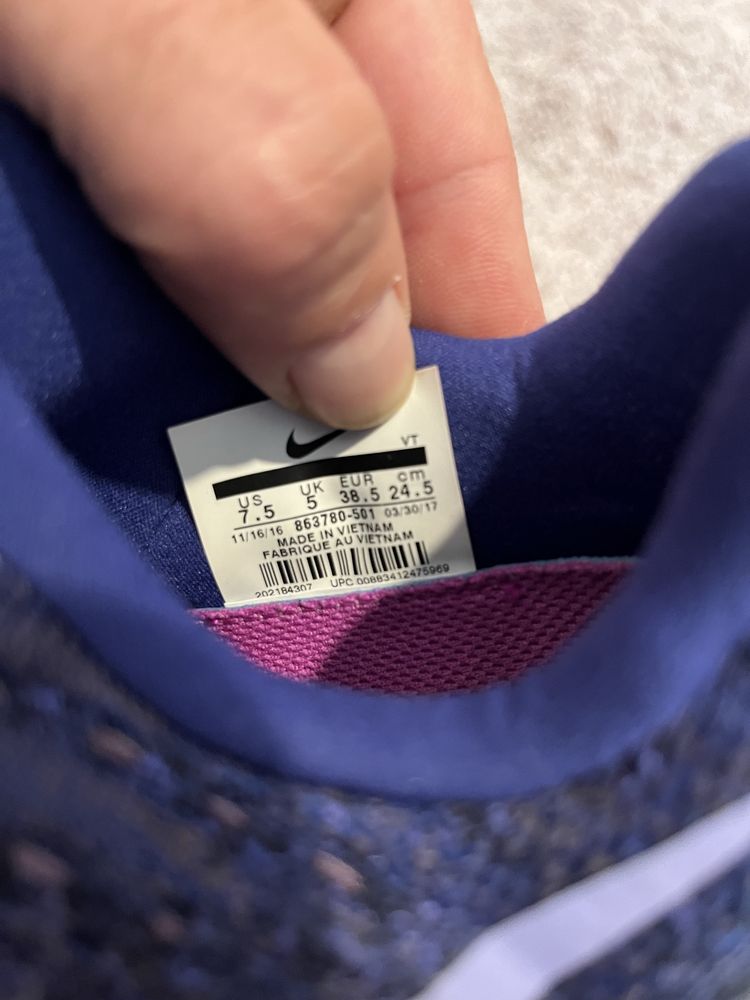 VT
US UK EUR cm
7.5 5 38.5 24.5
11/16/16 863780-501 03/30/17
MADE IN VIETNAM
FABRIQUE AU VIETNAM
202184307 UPC 00883412475969